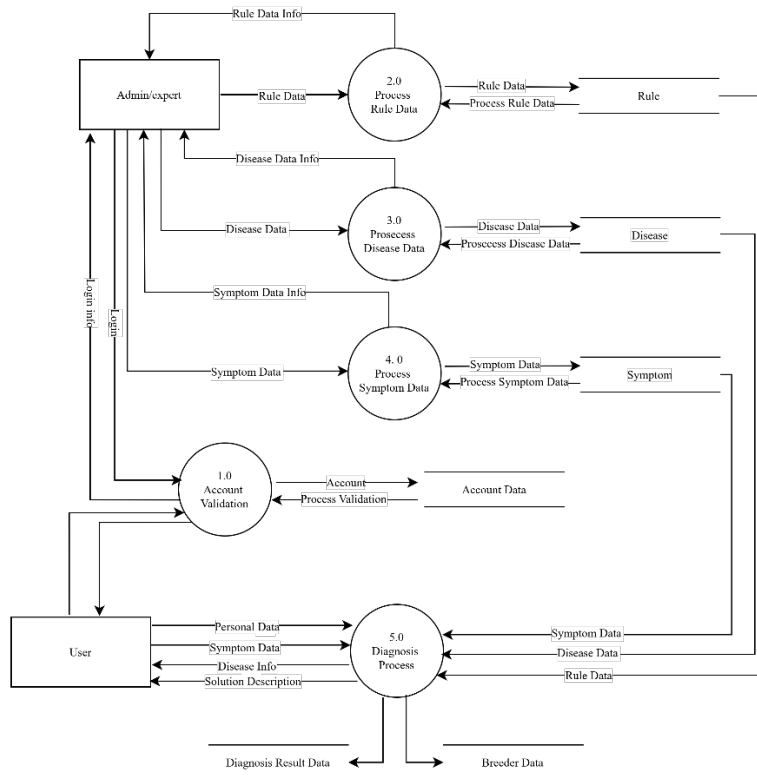 Rule Data Info
Admin/expert
Rule Data
2.0
Process
Rule Data
Rule Data
Process Rule Data
Rule
Disease Data Info
Disease Data
3.0
Prosecess
Disease Data
Disease Data
Prosecess Disease Data
Disease
Symptom Data Info
Symptom Data
4. 0
Process
Symptom Data
Symptom Data
Process Symptom Data
Symptom
Login info
Login
1.0
Account
Validation
Account
Process Validation
Account Data
User
Personal Data
Symptom Data
Disease Info
Solution Description
5.0
Diagnosis
Process
Symptom Data
Disease Data
Rule Data
Diagnosis Result Data
Breeder Data